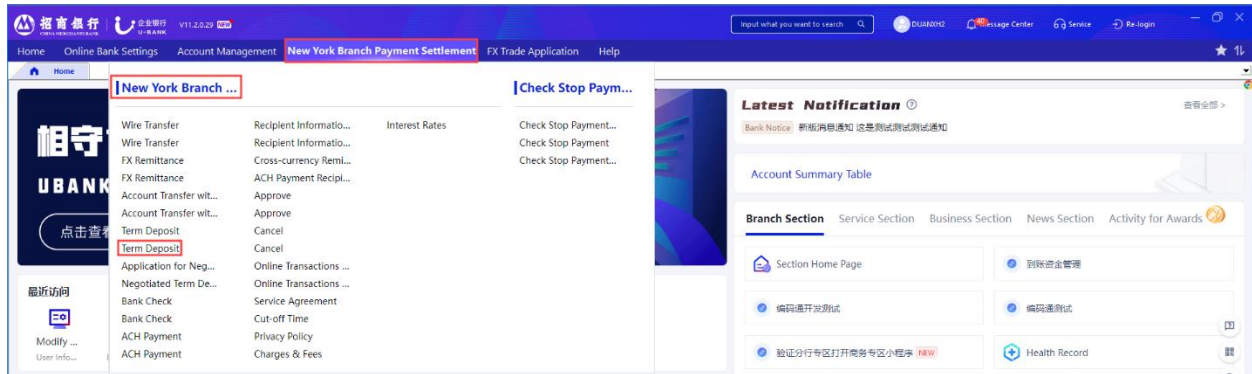 招商银行 企业银行 V11.2.0.29 NEW
CHINA MERCHANTS BANK U-BANK
Input what you want to search DUANXH2 40 Message Center Service Re-login
Home Online Bank Settings Account Management New York Branch Payment Settlement FX Trade Application Help
Home
New York Branch ... Check Stop Paym...
Wire Transfer Recipient Informatio... Interest Rates Check Stop Payment...
Wire Transfer Recipient Informatio... Check Stop Payment
FX Remittance Cross-currency Remi... Check Stop Payment...
FX Remittance ACH Payment Recipi...
Account Transfer wit... Approve
Account Transfer wit... Approve
Term Deposit Cancel
Term Deposit Cancel
Application for Neg... Online Transactions ...
Negotiated Term De... Online Transactions ...
Bank Check Service Agreement
Bank Check Cut-off Time
ACH Payment Privacy Policy
ACH Payment Charges & Fees
相守
UBANK
点击查看
最近访问
Modify ...
User Info...
Latest Notification 查看全部 >
Bank Notice 新版消息通知 这是测试测试测试通知
Account Summary Table
Branch Section Service Section Business Section News Section Activity for Awards
Section Home Page 到账资金管理
编码通开发测试 编码通测试
验证分行专区打开商务专区小程序 NEW Health Record